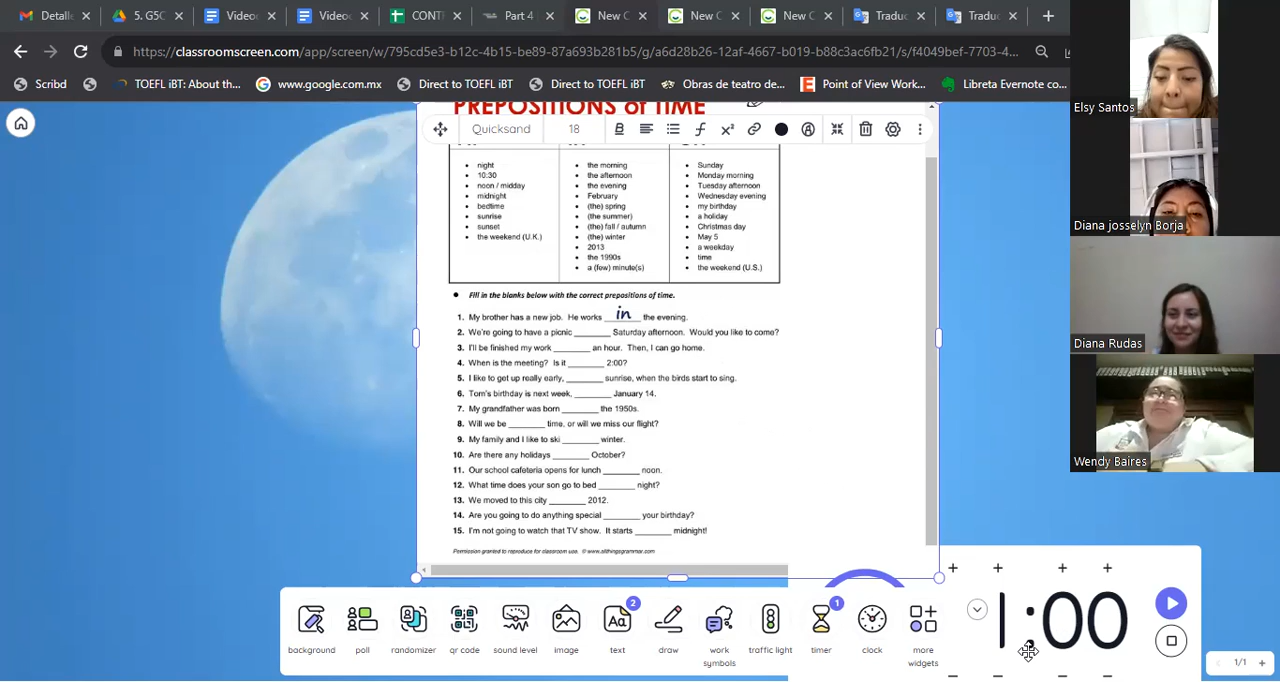 Detalle
5. G5C
Video
Video
CONT
Part 4
New C
New C
New C
Traduc
Traduc
https://classroomscreen.com/app/screen/w/795cd5e3-b12c-4b15-be89-87a693b281b5/g/a6d28b26-12af-4667-b019-b88c3ac6fb21/s/f4049bef-7703-4...
Scribd
TOEFL iBT: About th...
www.google.com.mx
Direct to TOEFL iBT
Direct to TOEFL iBT
Obras de teatro de...
Point of View Work...
Libreta Evernote co...
PREPOSITIONS of TIME
Quicksand 18
night
10:30
noon / midday
midnight
bedtime
sunrise
sunset
the weekend (U.K.)
the morning
the afternoon
the evening
February
(the) spring
(the summer)
(the) fall / autumn
(the) winter
2013
the 1990s
a (few) minute(s)
Sunday
Monday morning
Tuesday afternoon
Wednesday evening
my birthday
a holiday
Christmas day
May 5
a weekday
time
the weekend (U.S.)
Fill in the blanks below with the correct prepositions of time.
1. My brother has a new job. He works in the evening.
2. We're going to have a picnic ________ Saturday afternoon. Would you like to come?
3. I'll be finished my work ________ an hour. Then, I can go home.
4. When is the meeting? Is it ________ 2:00?
5. I like to get up really early, ________ sunrise, when the birds start to sing.
6. Tom's birthday is next week, ________ January 14.
7. My grandfather was born ________ the 1950s.
8. Will we be ________ time, or will we miss our flight?
9. My family and I like to ski ________ winter.
10. Are there any holidays ________ October?
11. Our school cafeteria opens for lunch ________ noon.
12. What time does your son go to bed ________ night?
13. We moved to this city ________ 2012.
14. Are you going to do anything special ________ your birthday?
15. I'm not going to watch that TV show. It starts ________ midnight!
Permission granted to reproduce for classroom use. © www.allthingsgrammar.com
background
poll
randomizer
qr code
sound level
image
text
2
draw
work symbols
traffic light
timer
1
clock
more widgets
1:00
1/1
Elsy Santos
Diana josselyn Borja
Diana Rudas
Wendy Baires